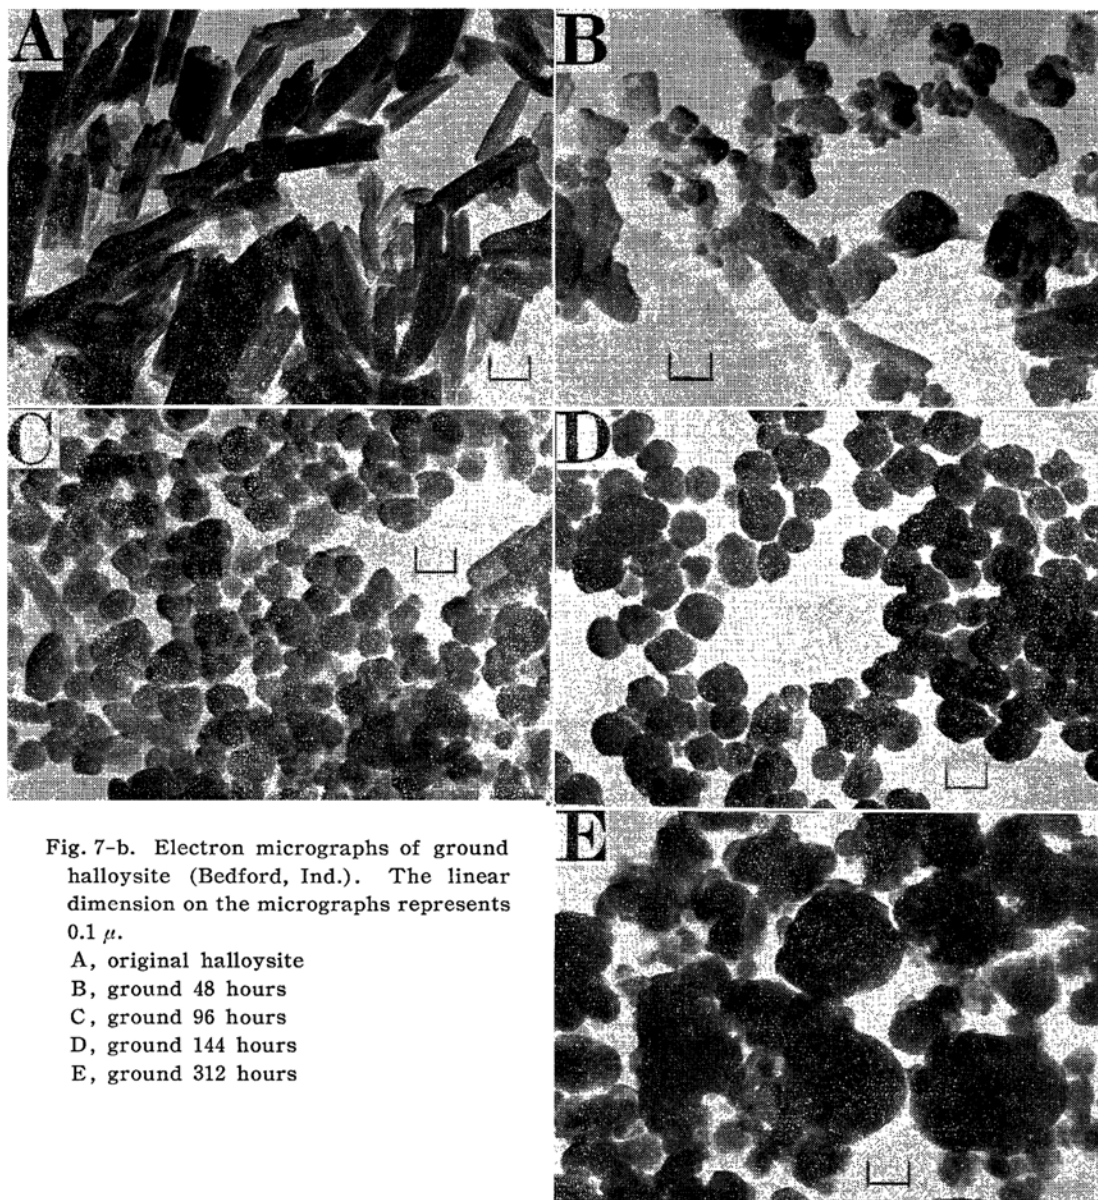 A
B
C
D
E
Fig. 7-b. Electron micrographs of ground
halloysite (Bedford, Ind.). The linear
dimension on the micrographs represents
0.1 μ.
A, original halloysite
B, ground 48 hours
C, ground 96 hours
D, ground 144 hours
E, ground 312 hours